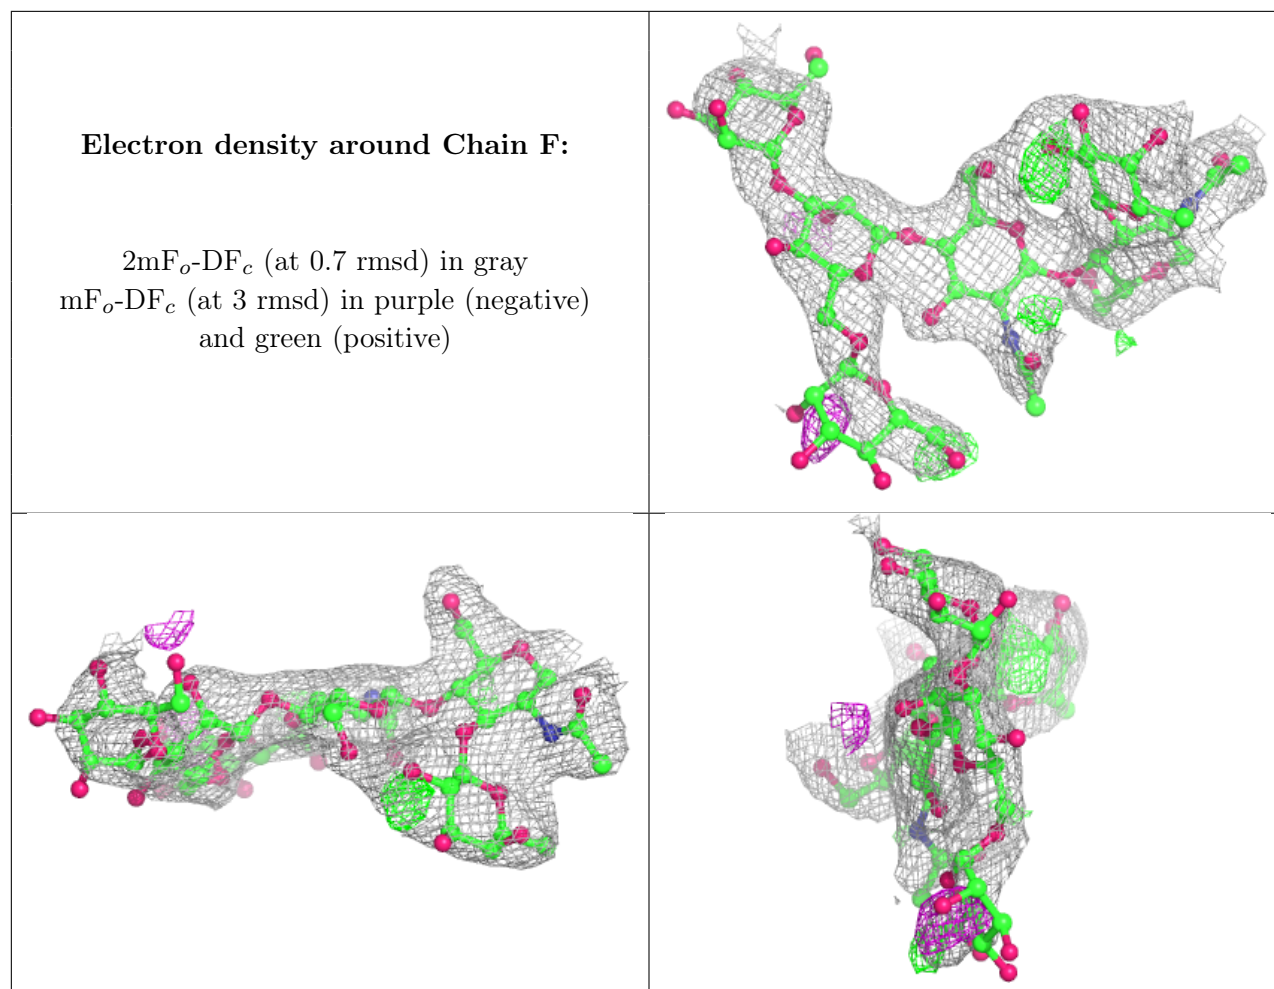 Electron density around Chain F:
2mFo-DFc (at 0.7 rmsd) in gray
mFo-DFc (at 3 rmsd) in purple (negative)
and green (positive)